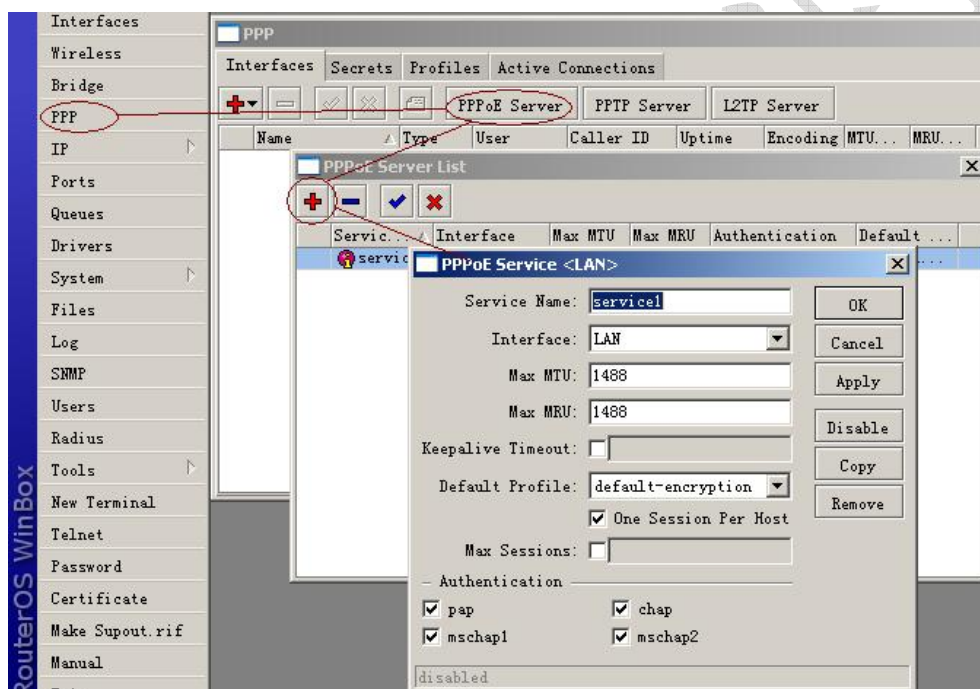 Interfaces
Wireless
Bridge
PPP
IP
Ports
Queues
Drivers
System
Files
Log
SNMP
Users
Radius
Tools
New Terminal
Telnet
Password
Certificate
Make Supout.rif
Manual
RouterOS WinBox
PPP
Interfaces Secrets Profiles Active Connections
PPPoE Server PPTP Server L2TP Server
Name Type User Caller ID Uptime Encoding MTU... MRU...
PPPoE Server List
Servic... Interface Max MTU Max MRU Authentication Default ...
servic
PPPoE Service <LAN>
Service Name: service1
Interface: LAN
Max MTU: 1488
Max MRU: 1488
Keepalive Timeout:
Default Profile: default-encryption
One Session Per Host
Max Sessions:
Authentication
pap chap
mschap1 mschap2
disabled
OK
Cancel
Apply
Disable
Copy
Remove